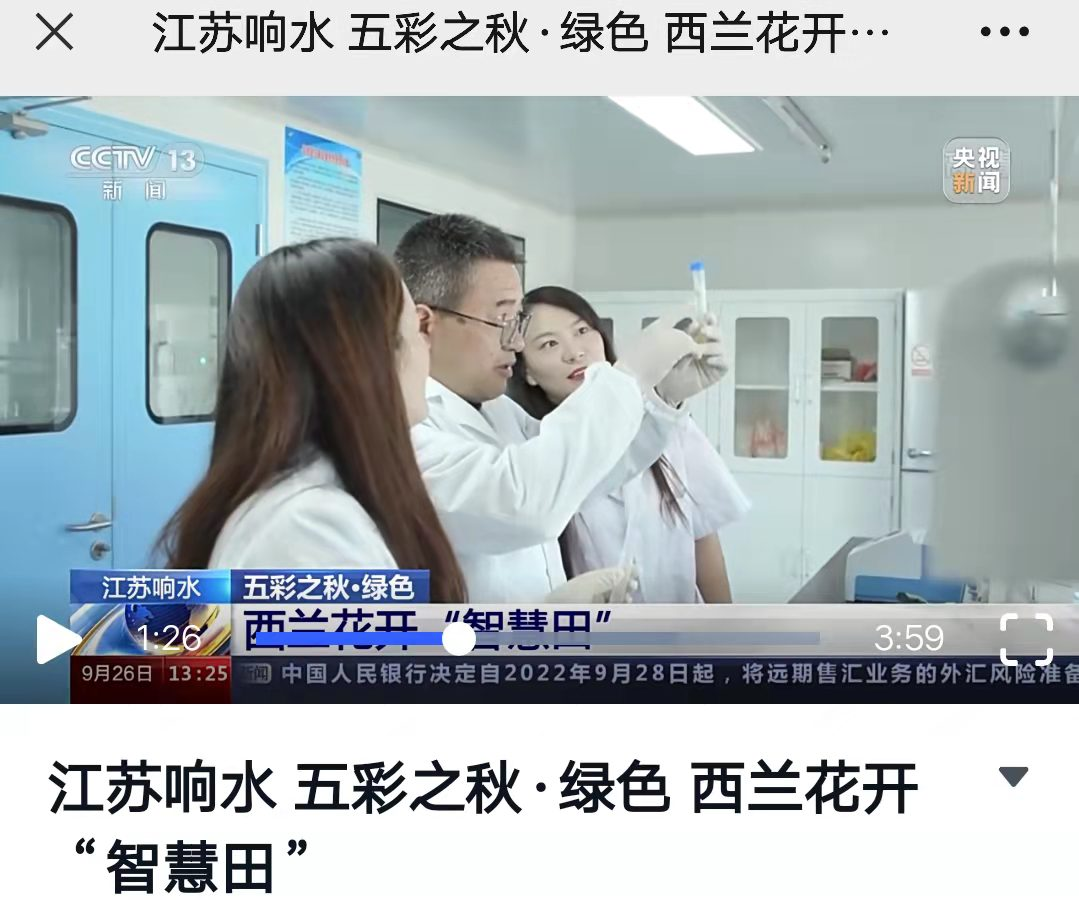 江苏响水 五彩之秋·绿色 西兰花开…
CCTV 13
新闻
央视
新闻
江苏响水
五彩之秋·绿色
西兰花开“智慧田”
1:26
3:59
9月26日 13:25
新闻 中国人民银行决定自2022年9月28日起，将远期售汇业务的外汇风险准备
江苏响水 五彩之秋·绿色 西兰花开
“智慧田”